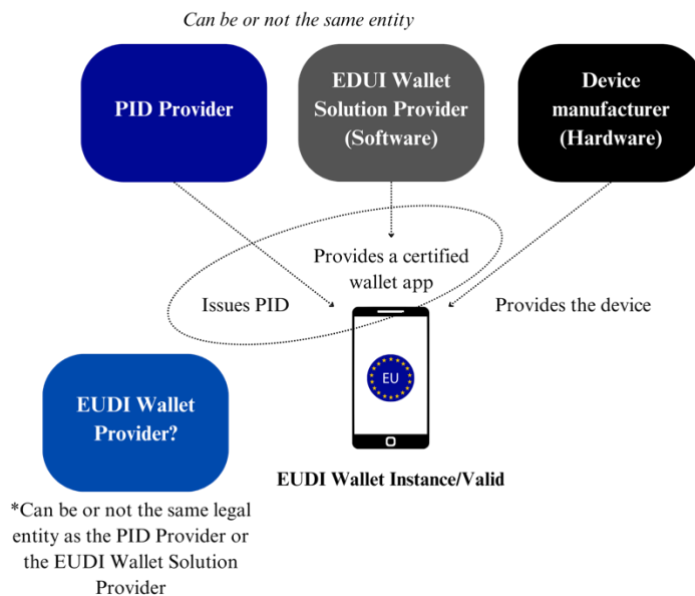 Can be or not the same entity
PID Provider
EDUI Wallet
Solution Provider
(Software)
Device
manufacturer
(Hardware)
Provides a certified
wallet app
Issues PID
Provides the device
EU
EUDI Wallet
Provider?
EUDI Wallet Instance/Valid
*Can be or not the same legal
entity as the PID Provider or
the EUDI Wallet Solution
Provider